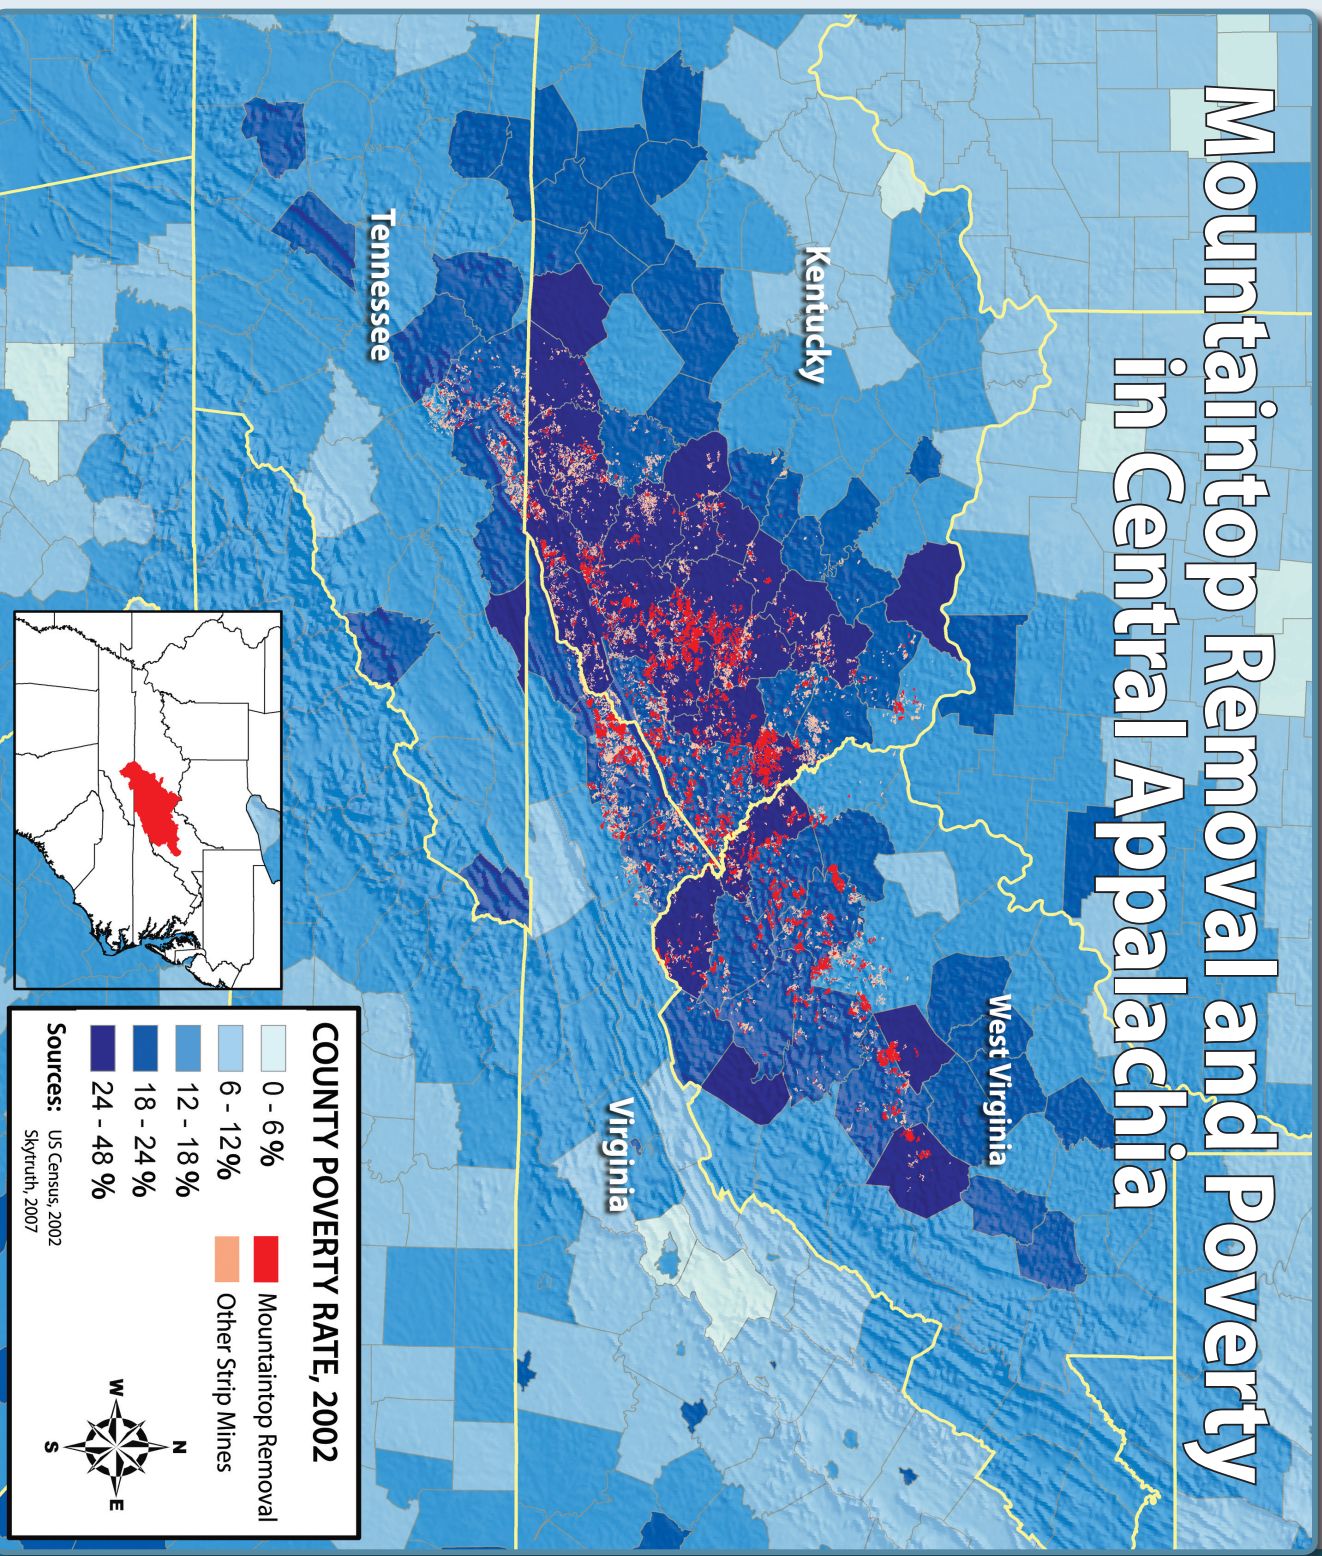 Mountaintop Removal and Poverty
in Central Appalachia
Kentucky
West Virginia
Tennessee
Virginia
COUNTY POVERTY RATE, 2002
0 - 6 %
6 - 12%
12 - 18 %
18 - 24 %
24 - 48 %
Mountaintop Removal
Other Strip Mines
Sources: US Census, 2002
Skytruth, 2007
N
W E
S